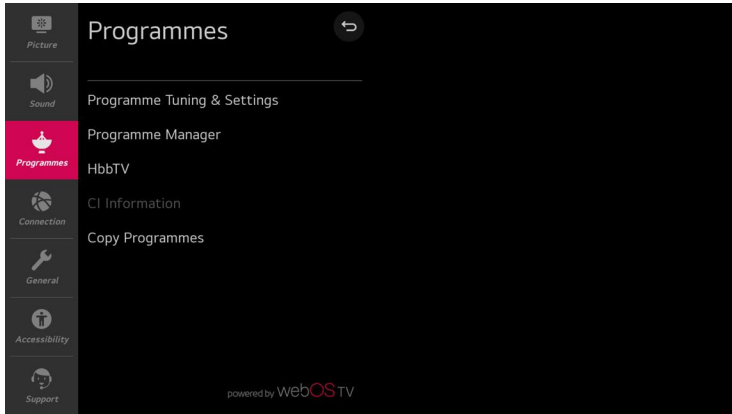 Picture
Sound
Programmes
Connection
General
Accessibility
Support
Programmes
Programme Tuning & Settings
Programme Manager
HbbTV
CI Information
Copy Programmes
powered by webOS TV